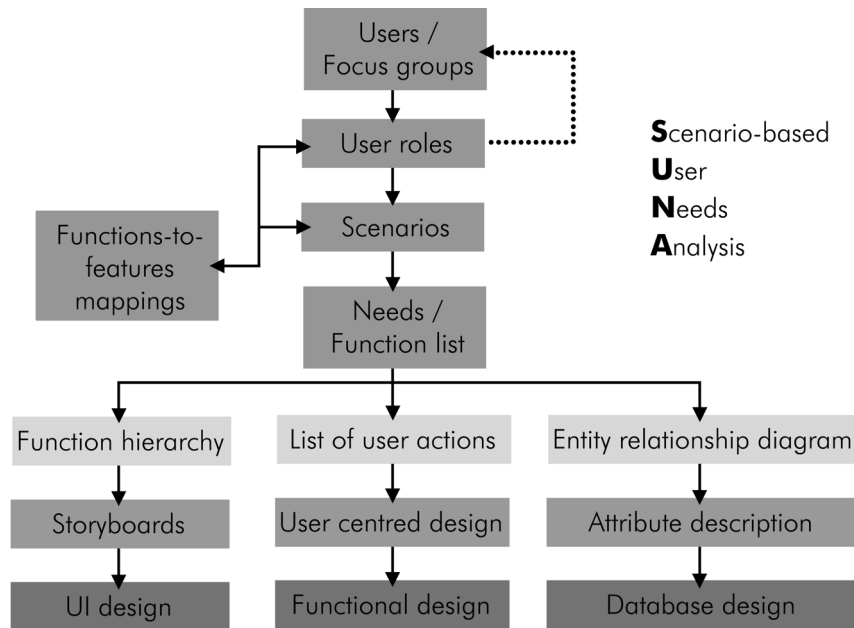 Users /
Focus groups
User roles
Scenario-based
User
Needs
Analysis
Scenarios
Functions-to-
features
mappings
Needs /
Function list
Function hierarchy
List of user actions
Entity relationship diagram
Storyboards
User centred design
Attribute description
UI design
Functional design
Database design